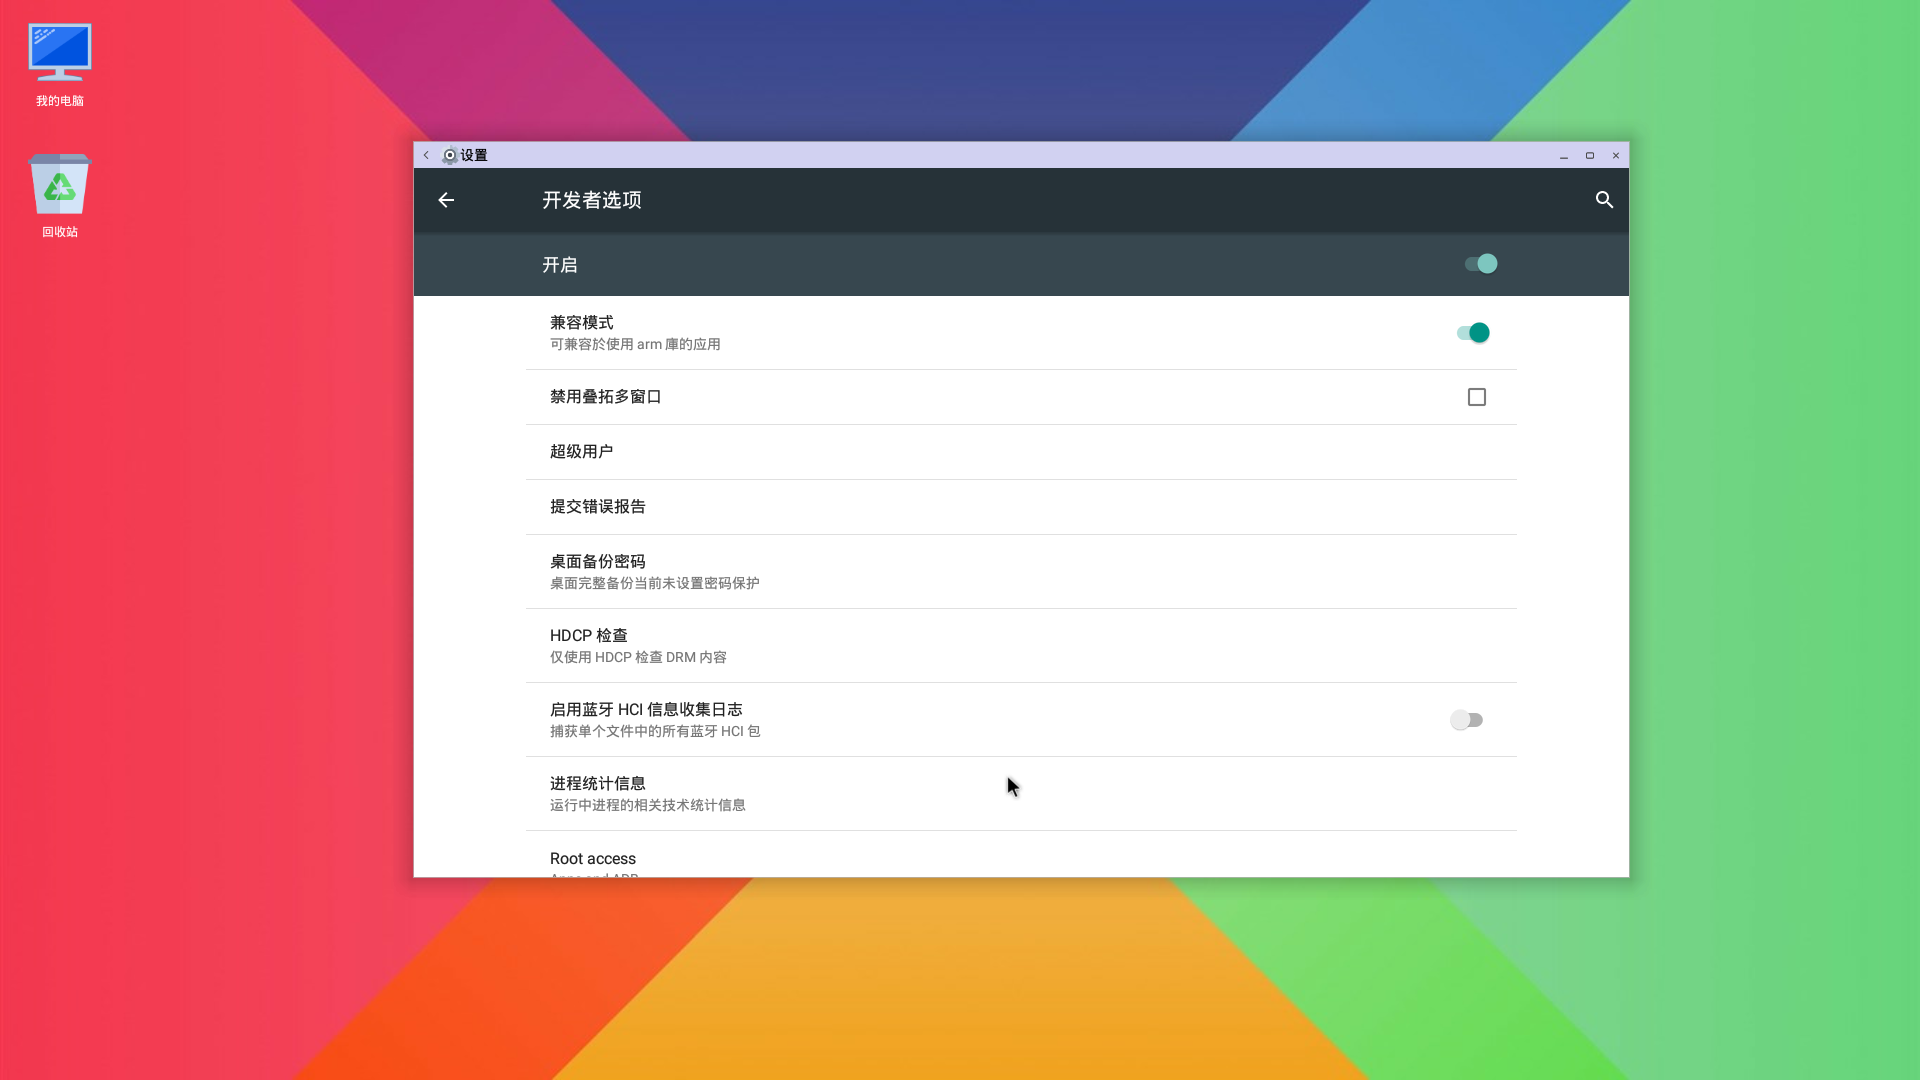 我的电脑
回收站
设置
开发者选项
开启
兼容模式
可兼容於使用 arm 庫的应用
禁用叠拓多窗口
超级用户
提交错误报告
桌面备份密码
桌面完整备份当前未设置密码保护
HDCP 检查
仅使用 HDCP 检查 DRM 内容
启用蓝牙 HCI 信息收集日志
捕获单个文件中的所有蓝牙 HCI 包
进程统计信息
运行中进程的相关技术统计信息
Root access
Apps and ADB